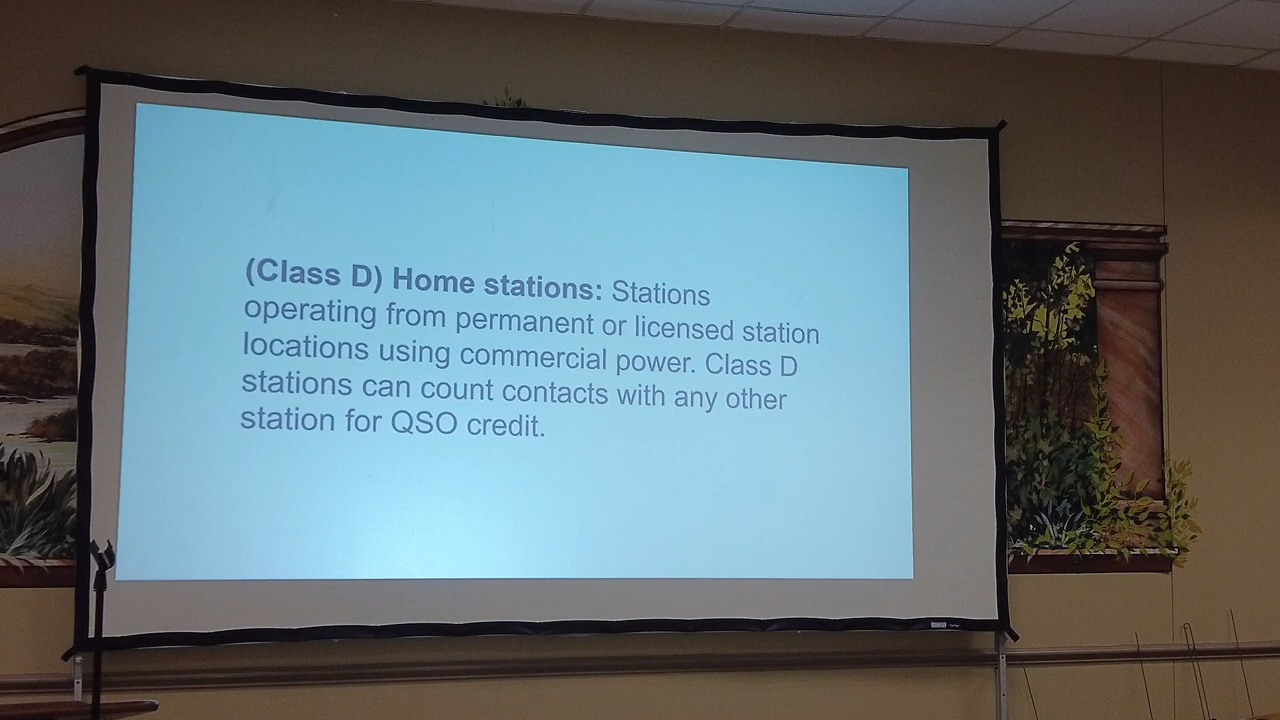 (Class D) Home stations: Stations
operating from permanent or licensed station
locations using commercial power. Class D
stations can count contacts with any other
station for QSO credit.